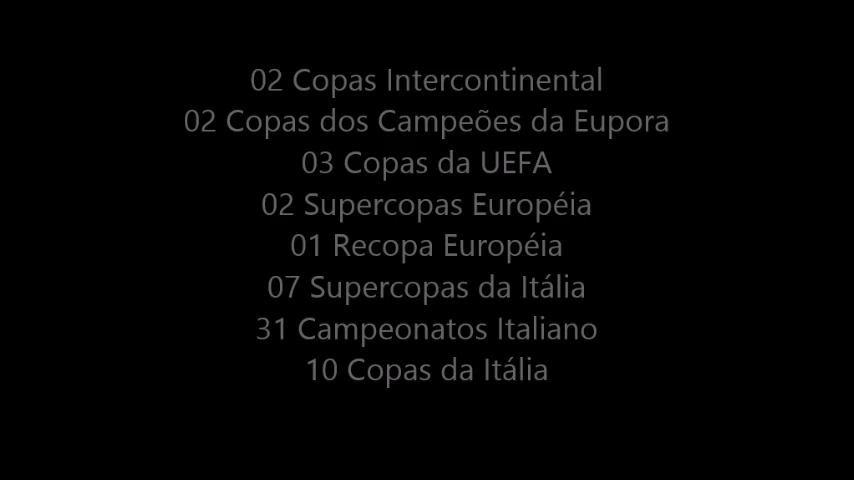 02 Copas Intercontinental
02 Copas dos Campeões da Eupora
03 Copas da UEFA
02 Supercopas Européia
01 Recopa Européia
07 Supercopas da Itália
31 Campeonatos Italiano
10 Copas da Itália